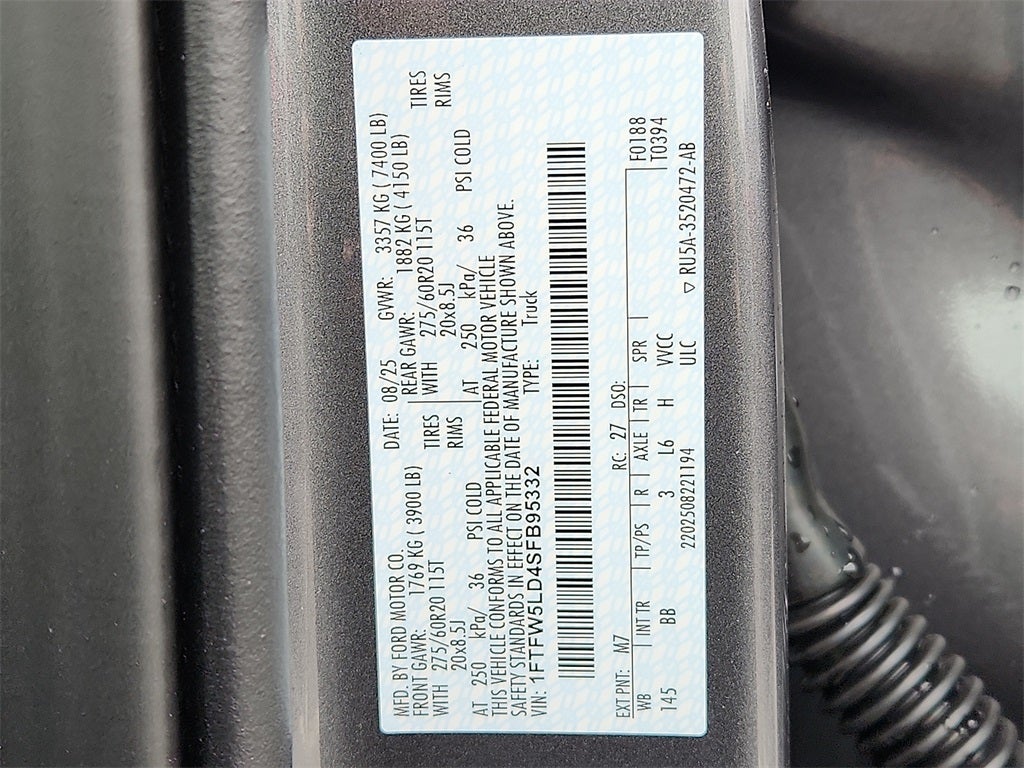 MFD. BY FORD MOTOR CO. DATE: 08/25 GVWR: 3357 KG ( 7400 LB)
FRONT GAWR: 1769 KG ( 3900 LB) REAR GAWR: 1882 KG ( 4150 LB)
WITH 275/60R20 115T TIRES WITH 275/60R20 115T TIRES
20x8.5J RIMS 20x8.5J RIMS
AT 250 kPa/ 36 PSI COLD AT 250 kPa/ 36 PSI COLD
THIS VEHICLE CONFORMS TO ALL APPLICABLE FEDERAL MOTOR VEHICLE
SAFETY STANDARDS IN EFFECT ON THE DATE OF MANUFACTURE SHOWN ABOVE.
VIN: 1FTFW5LD4SFB95332 TYPE: Truck
EXT PNT: M7 RC: 27 DSO: F0188
WB INT TR TP/PS R AXLE TR SPR T0394
145 BB 3 L6 H VVCC
220250822119​4 ULC ▽ RU5A-3520472-AB